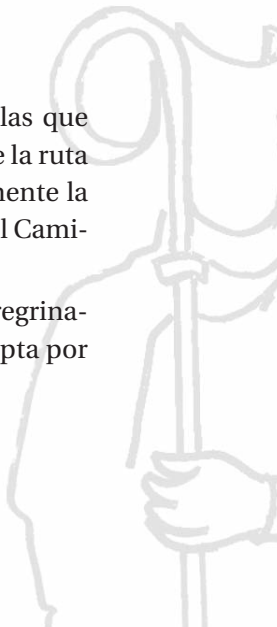 las que
e la ruta
mente la
l Cami-
regrina-
pta por